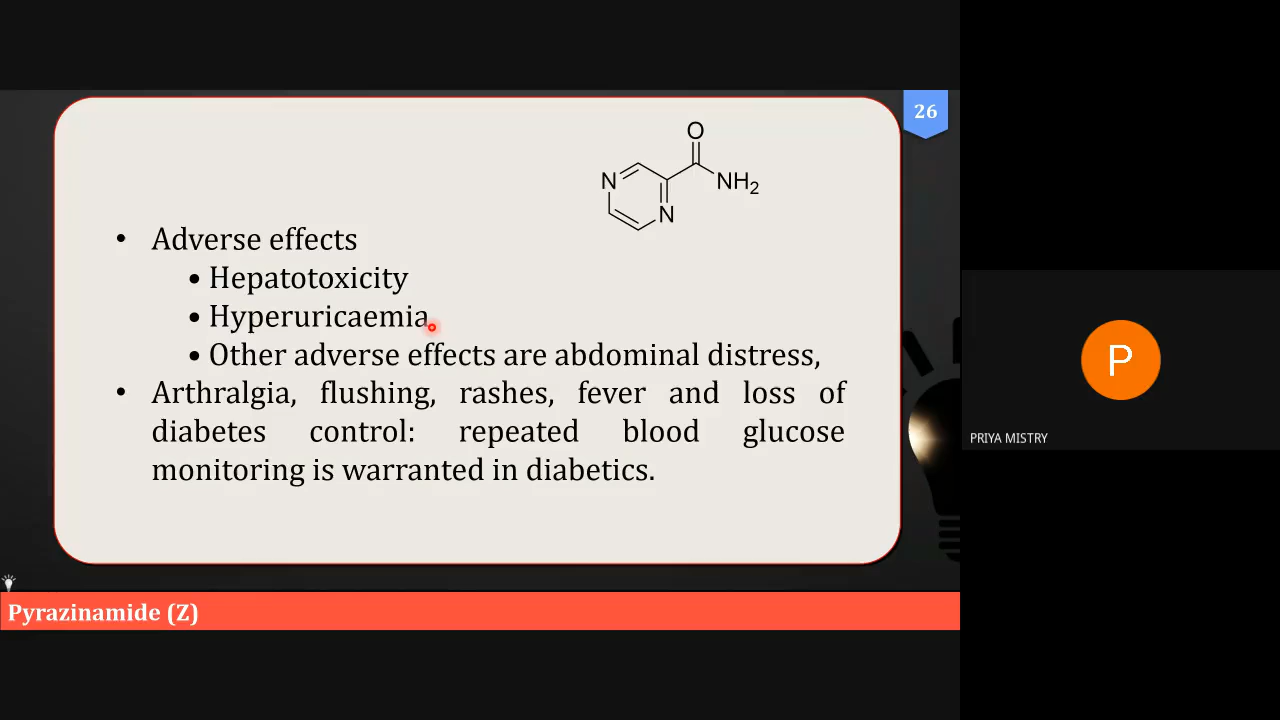 26
O
N
NH2
N
• Adverse effects
• Hepatotoxicity
• Hyperuricaemia
• Other adverse effects are abdominal distress,
• Arthralgia, flushing, rashes, fever and loss of
diabetes control: repeated blood glucose
monitoring is warranted in diabetics.
P
PRIYA MISTRY
Pyrazinamide (Z)